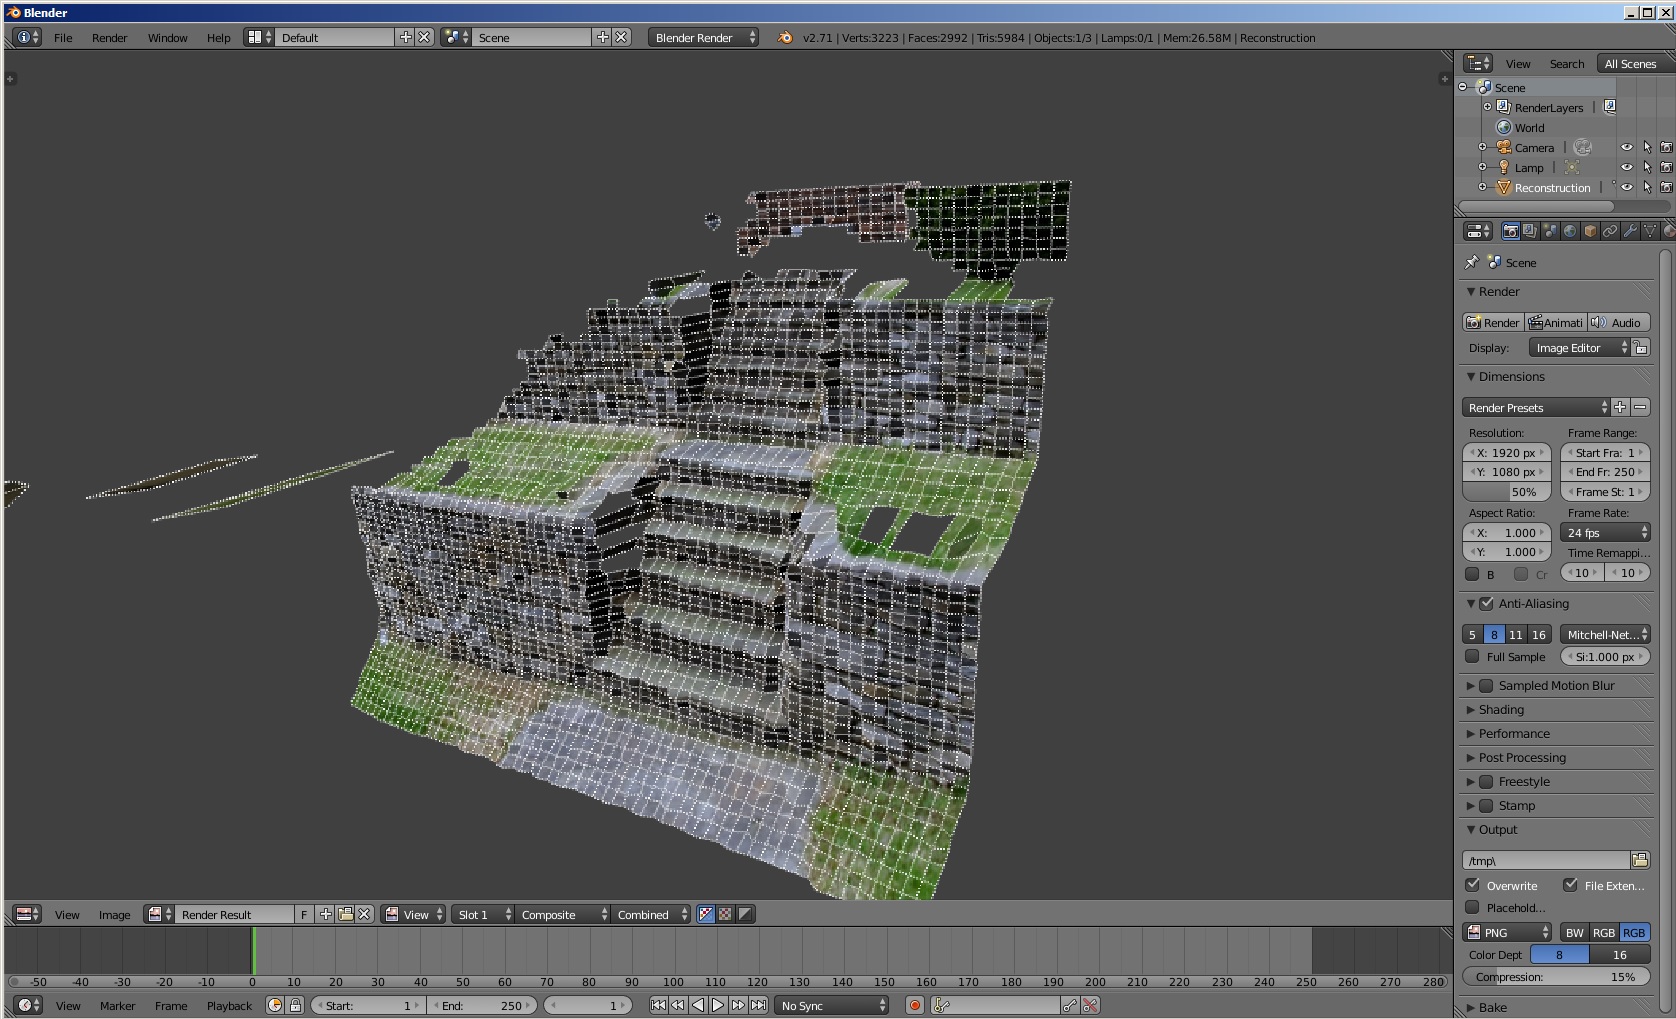 Blender
File Render Window Help Default Scene Blender Render v2.71 | Verts:3223 | Faces:2992 | Tris:5984 | Objects:1/3 | Lamps:0/1 | Mem:26.58M | Reconstruction
View Search All Scenes
Scene
RenderLayers
World
Camera
Lamp
Reconstruction
Scene
Render
Render Animati Audio
Display: Image Editor
Dimensions
Render Presets
Resolution: Frame Range:
X: 1920 px Start Fra: 1
Y: 1080 px End Fr: 250
50% Frame St: 1
Aspect Ratio: Frame Rate:
X: 1.000 24 fps
Y: 1.000 Time Remappi...
B Cr 10 10
Anti-Aliasing
5 8 11 16 Mitchell-Net...
Full Sample Si:1.000 px
Sampled Motion Blur
Shading
Performance
Post Processing
Freestyle
Stamp
Output
/tmp\
Overwrite File Exten...
Placehold...
PNG BW RGB RGB
Color Dept 8 16
Compression: 15%
Bake
View Image Render Result F View Slot 1 Composite Combined
-50 -40 -30 -20 -10 0 10 20 30 40 50 60 70 80 90 100 110 120 130 140 150 160 170 180 190 200 210 220 230 240 250 260 270 280
View Marker Frame Playback Start: 1 End: 250 1 No Sync